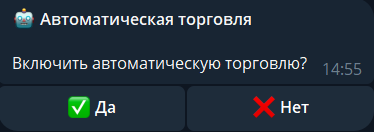 🤖 Автоматическая торговля
Включить автоматическую торговлю?
14:55
✅ Да
❌ Нет